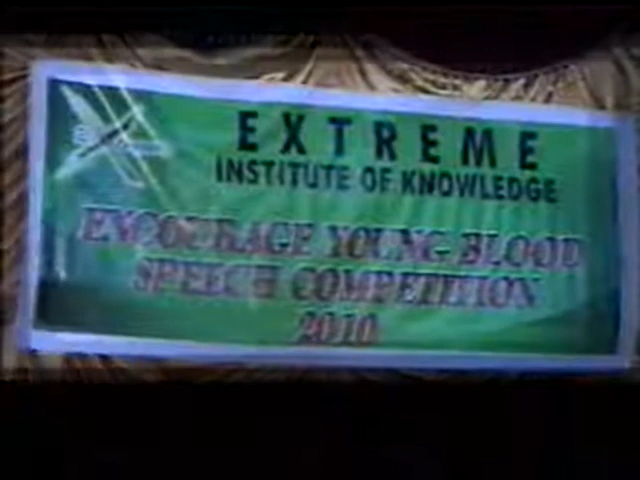 EXTREME
INSTITUTE OF KNOWLEDGE
ENCOURAGE YOUNG BLOOD
SPEECH COMPETITION
2010